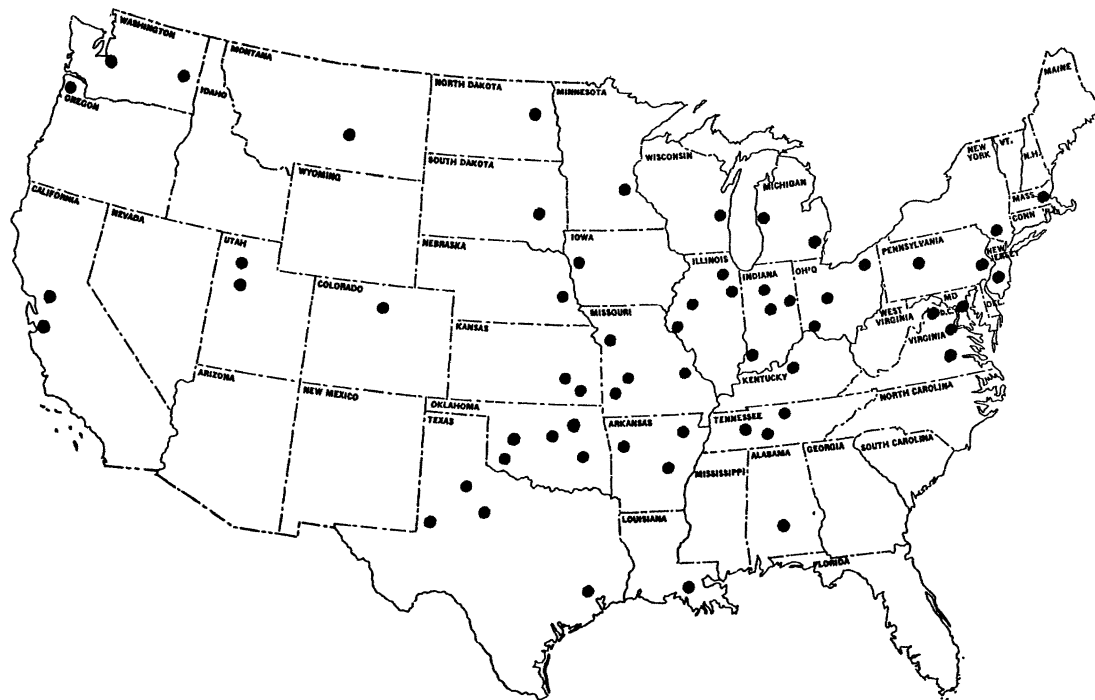 WASHINGTON
MONTANA
NORTH DAKOTA
MINNESOTA
MAINE
IDAHO
OREGON
NEW YORK
VT.
N.H.
WISCONSIN
MICHIGAN
SOUTH DAKOTA
WYOMING
MASS.
CALIFORNIA
NEVADA
CONN
UTAH
NEBRASKA
IOWA
PENNSYLVANIA
NEW JERSEY
ILLINOIS
INDIANA
OH'O
COLORADO
MD
DEL.
WEST VIRGINIA
D.C.
MISSOURI
KANSAS
VIRGINIA
KENTUCKY
ARIZONA
NEW MEXICO
OKLAHOMA
NORTH CAROLINA
TEXAS
ARKANSAS
TENNESSEE
SOUTH CAROLINA
MISSISSIPPI
ALABAMA
GEORGIA
LOUISIANA
FLORIDA